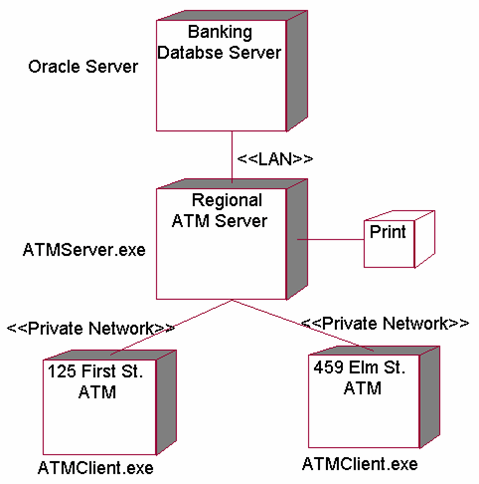 Banking
Databse Server
Oracle Server
<<LAN>>
Regional
ATM Server
Print
ATMServer.exe
<<Private Network>>
<<Private Network>>
125 First St.
ATM
459 Elm St.
ATM
ATMClient.exe
ATMClient.exe